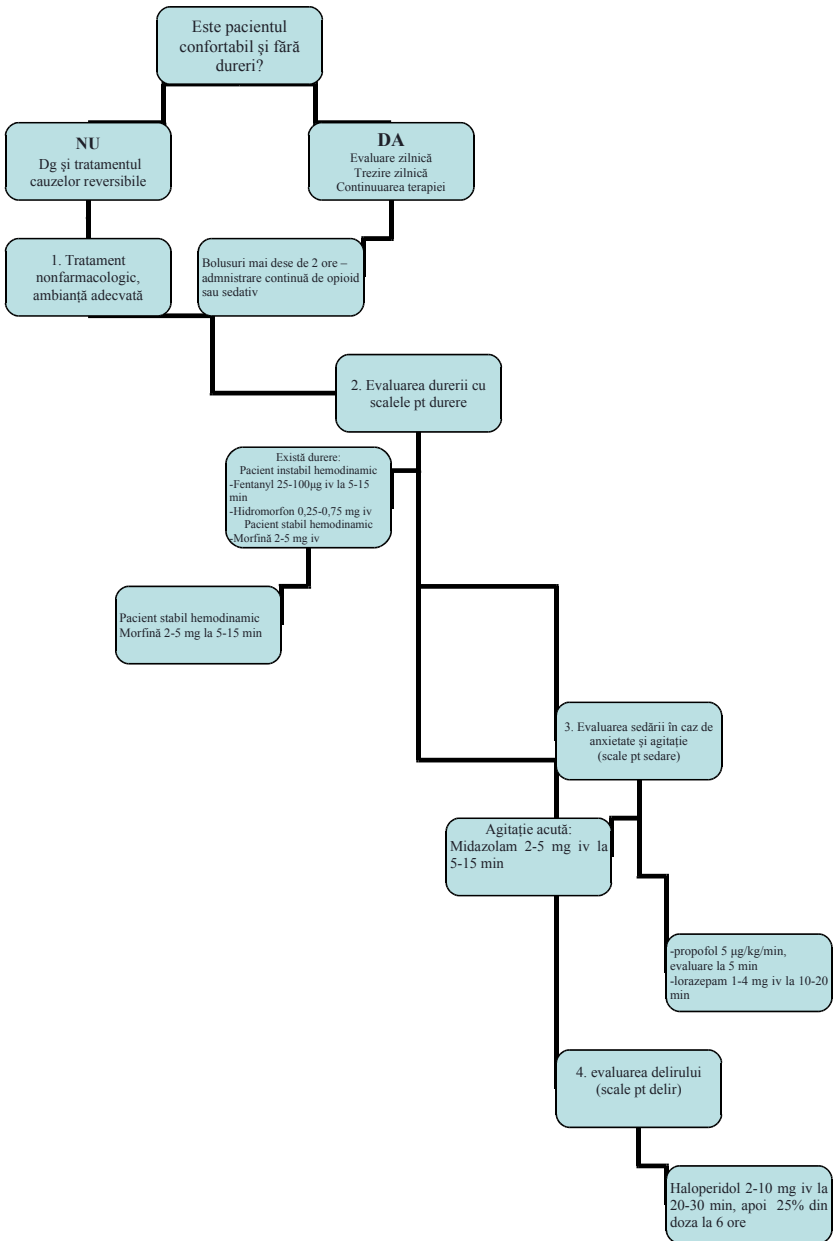 Este pacientul
confortabil şi fără
dureri?
NU
Dg şi tratamentul
cauzelor reversibile
DA
Evaluare zilnică
Trezire zilnică
Continuuarea terapiei
1. Tratament
nonfarmacologic,
ambianţă adecvată
Bolusuri mai dese de 2 ore –
admnistrare continuă de opioid
sau sedativ
2. Evaluarea durerii cu
scalele pt durere
Există durere:
Pacient instabil hemodinamic
-Fentanyl 25-100μg iv la 5-15
min
-Hidromorfon 0,25-0,75 mg iv
Pacient stabil hemodinamic
-Morfină 2-5 mg iv
Pacient stabil hemodinamic
Morfină 2-5 mg la 5-15 min
3. Evaluarea sedării în caz de
anxietate şi agitaţie
(scale pt sedare)
Agitaţie acută:
Midazolam 2-5 mg iv la
5-15 min
-propofol 5 μg/kg/min,
evaluare la 5 min
-lorazepam 1-4 mg iv la 10-20
min
4. evaluarea delirului
(scale pt delir)
Haloperidol 2-10 mg iv la
20-30 min, apoi 25% din
doza la 6 ore